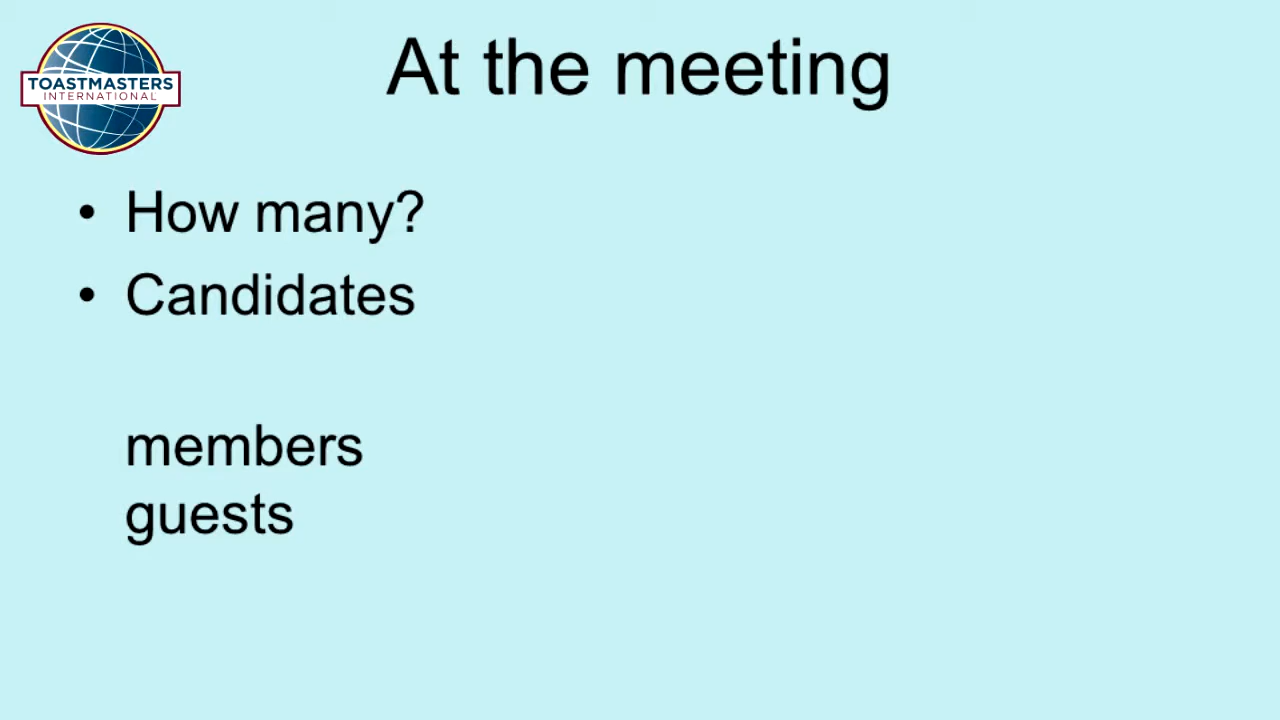 TOASTMASTERS
INTERNATIONAL
At the meeting
• How many?
• Candidates
members
guests